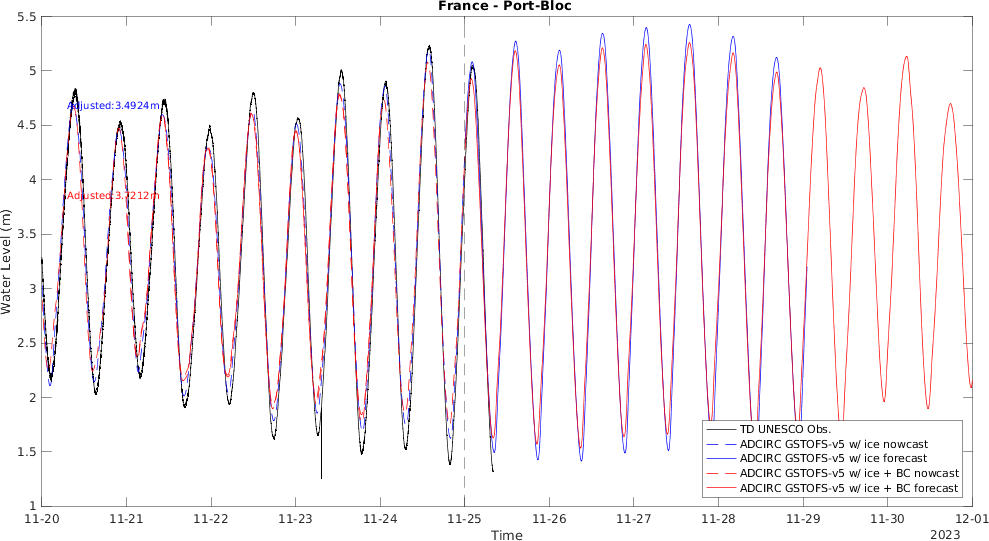 France - Port-Bloc
5.5
5
4.5
4
3.5
3
2.5
2
1.5
1
Water Level (m)
Adjusted:3.4924m
Adjusted:3.7212m
TD UNESCO Obs.
ADCIRC GSTOFS-v5 w/ ice nowcast
ADCIRC GSTOFS-v5 w/ ice forecast
ADCIRC GSTOFS-v5 w/ ice + BC nowcast
ADCIRC GSTOFS-v5 w/ ice + BC forecast
11-20 11-21 11-22 11-23 11-24 11-25 11-26 11-27 11-28 11-29 11-30 12-01
Time
2023